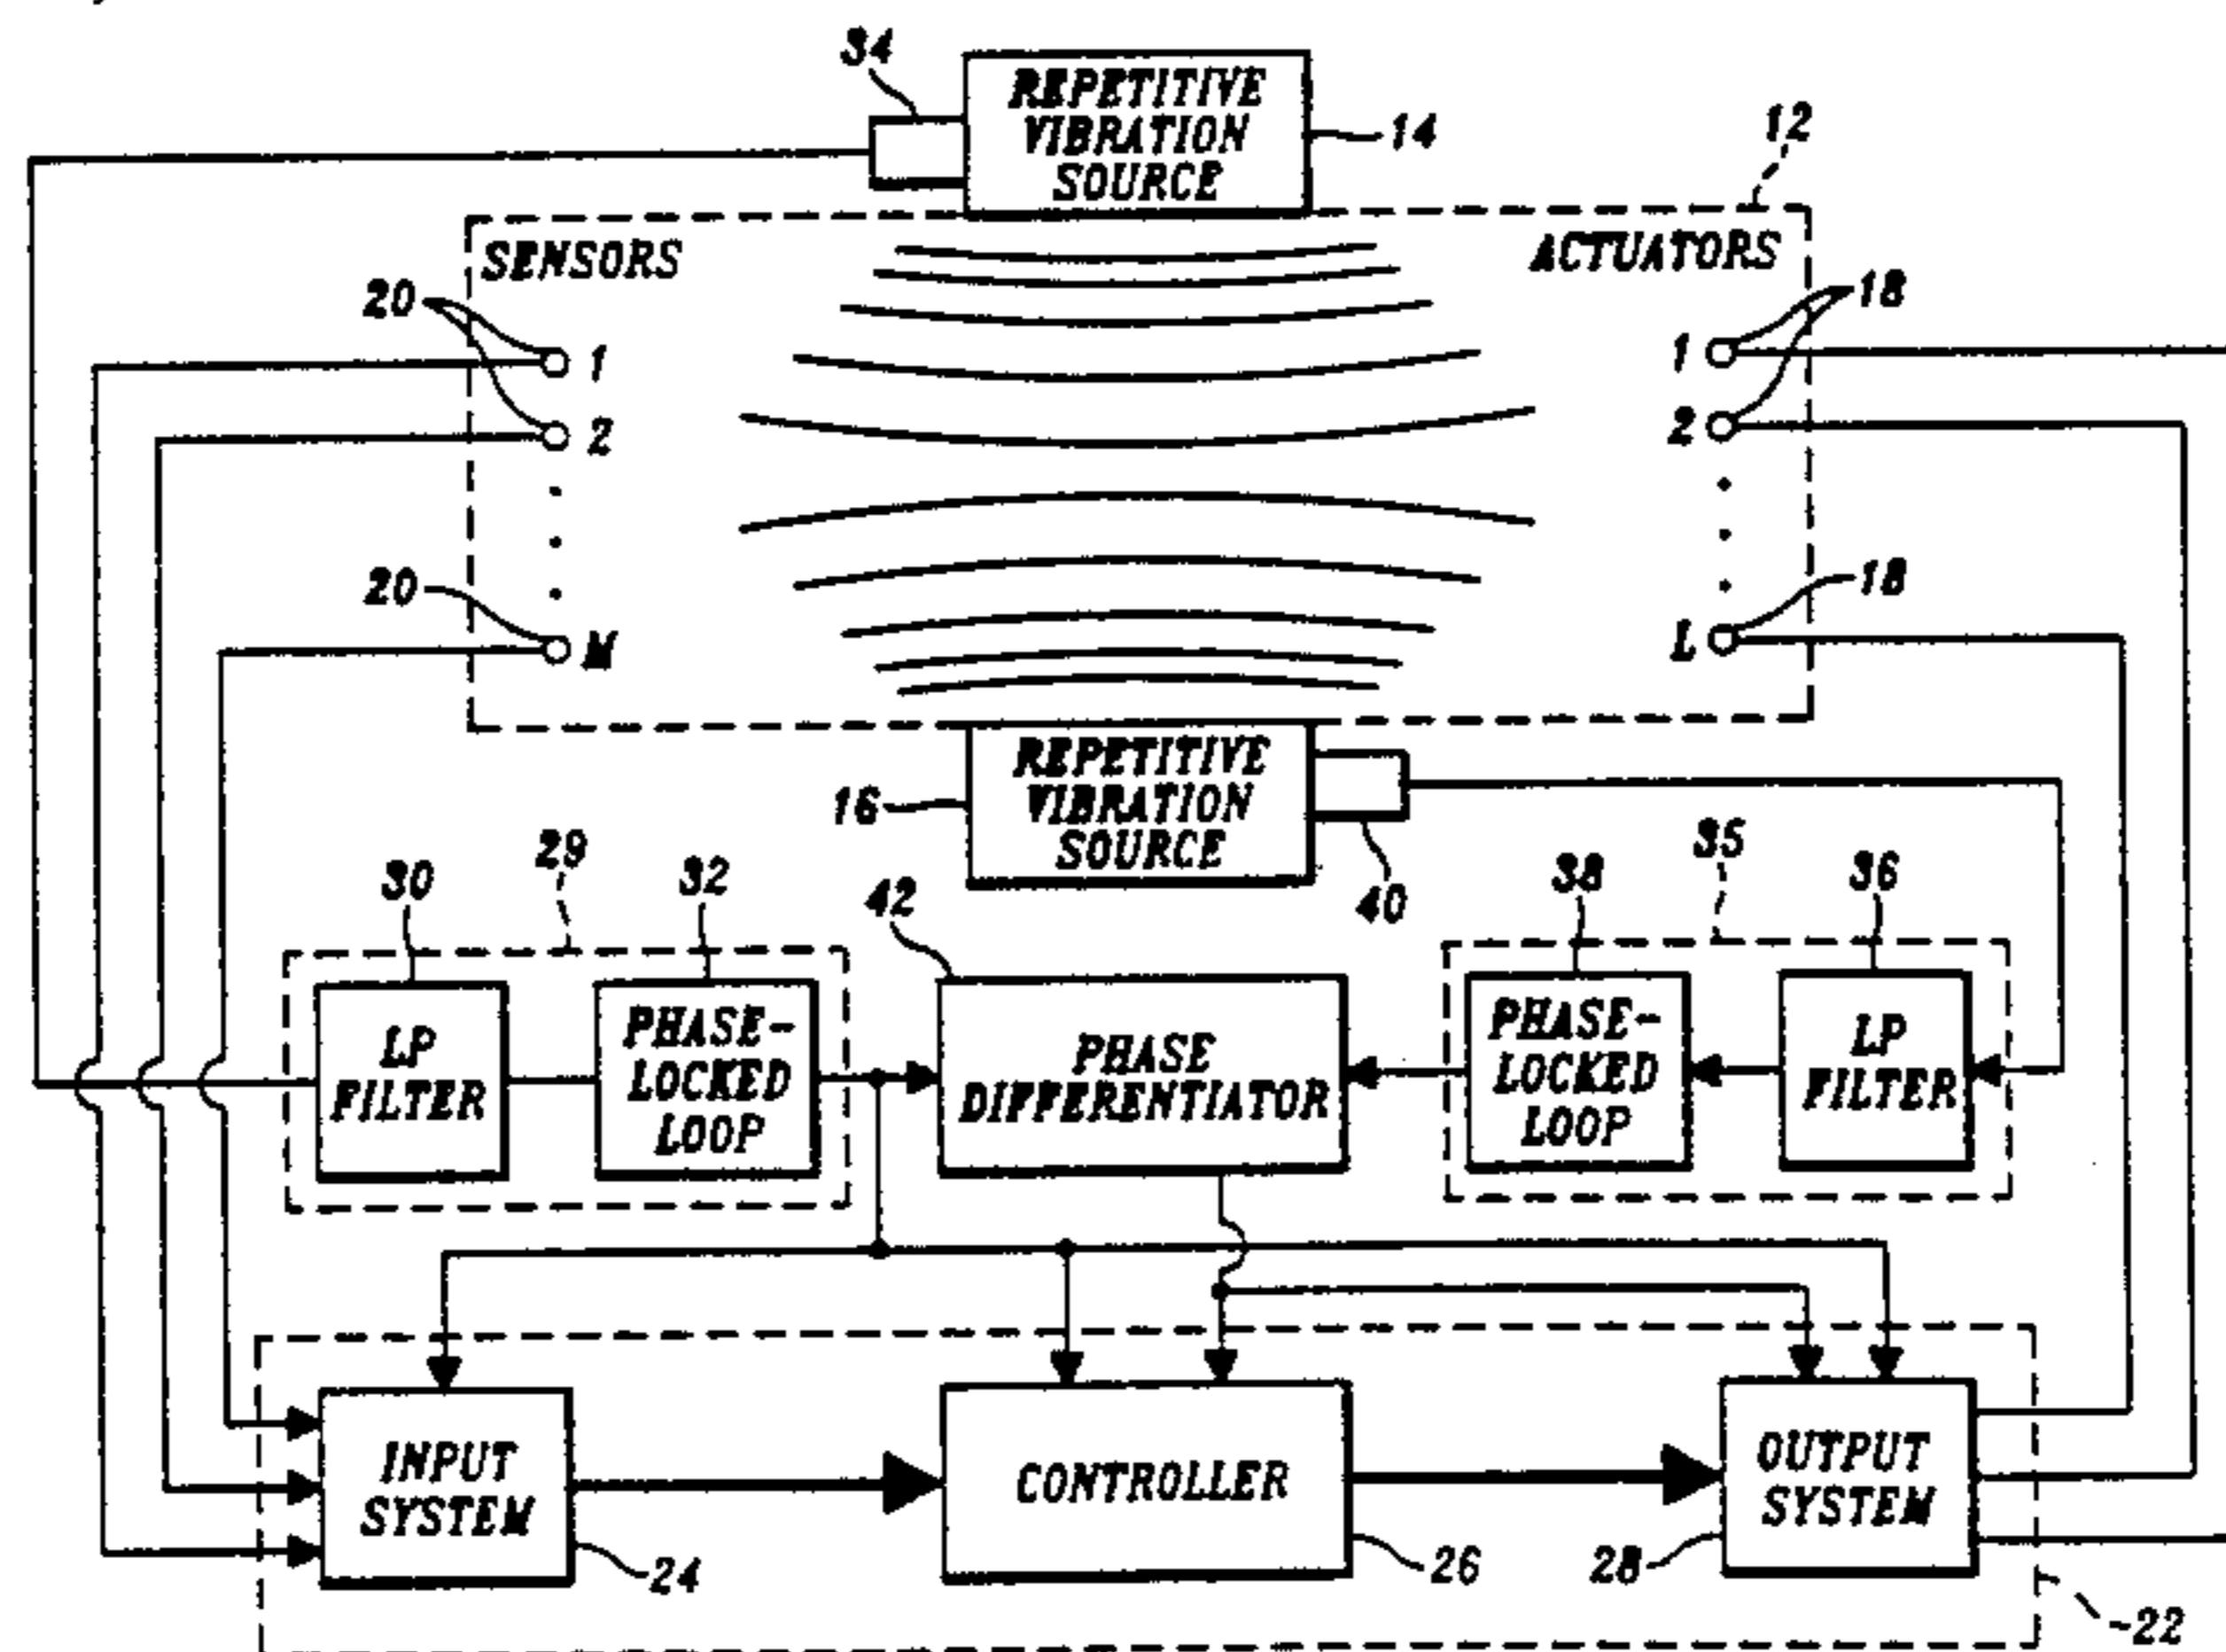 34
REPETITIVE
VIBRATION
SOURCE
14
12
SENSORS
ACTUATORS
20
18
1
1
2
2
20
18
M
L
REPETITIVE
VIBRATION
SOURCE
16
40
29
30
32
42
35
38
36
LP
FILTER
PHASE-
LOCKED
LOOP
PHASE
DIFFERENTIATOR
PHASE-
LOCKED
LOOP
LP
FILTER
INPUT
SYSTEM
24
CONTROLLER
26
OUTPUT
SYSTEM
28
22